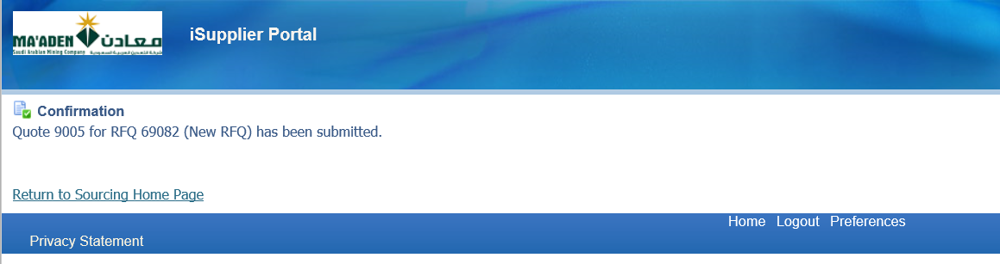 MA'ADEN معادن
Saudi Arabian Mining Company شركة التعدين العربية السعودية
iSupplier Portal
Confirmation
Quote 9005 for RFQ 69082 (New RFQ) has been submitted.
Return to Sourcing Home Page
Home Logout Preferences
Privacy Statement